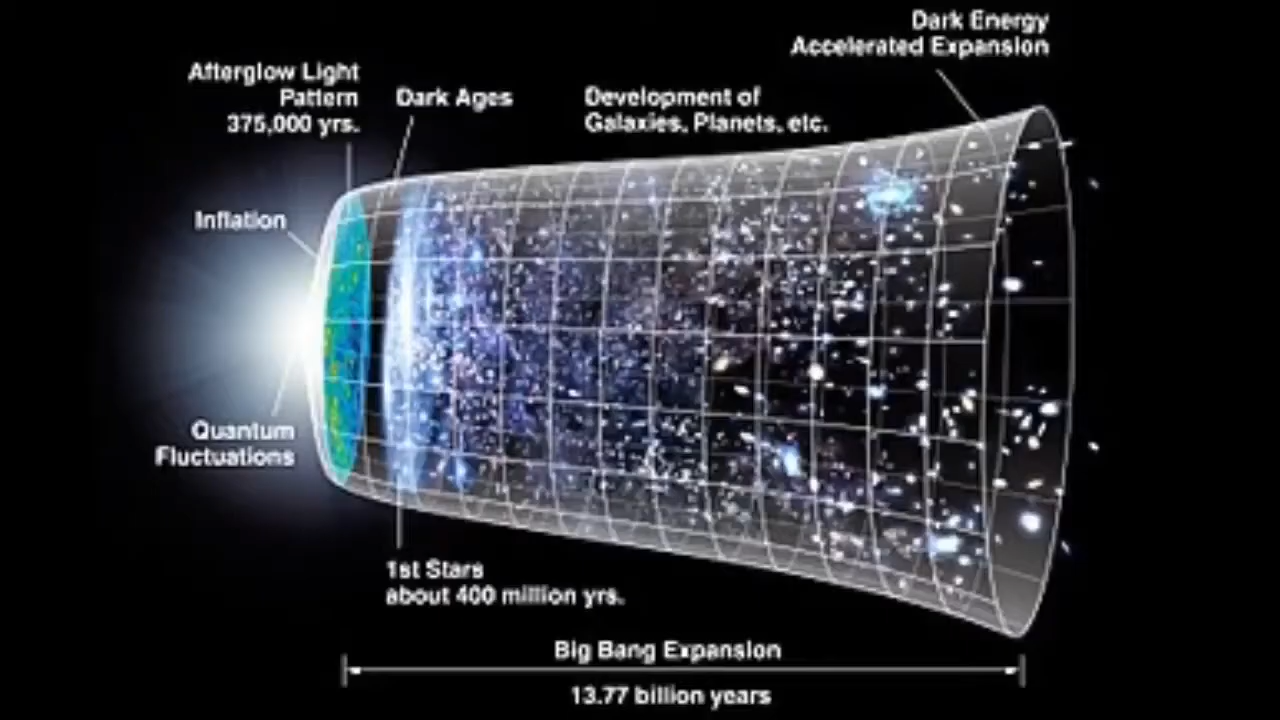 Dark Energy
Accelerated Expansion
Afterglow Light
Pattern
375,000 yrs.
Dark Ages
Development of
Galaxies, Planets, etc.
Inflation
Quantum
Fluctuations
1st Stars
about 400 million yrs.
Big Bang Expansion
13.77 billion years